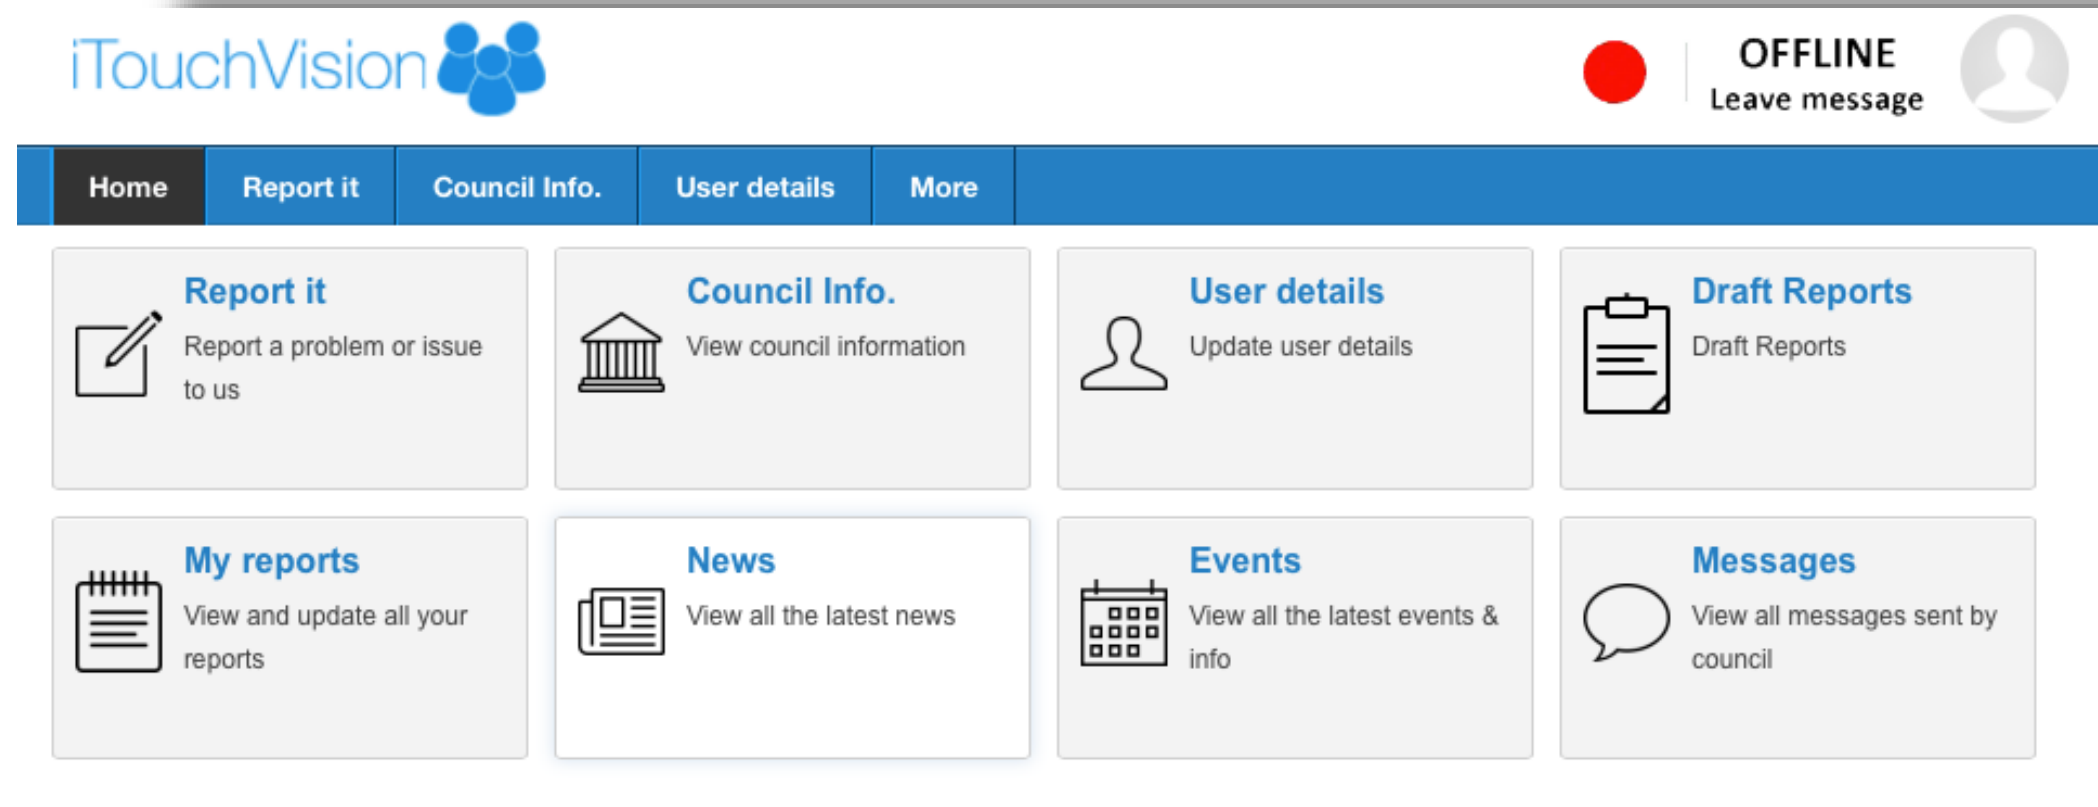 iTouchVision
OFFLINE
Leave message
Home
Report it
Council Info.
User details
More
Report it
Report a problem or issue
to us
Council Info.
View council information
User details
Update user details
Draft Reports
Draft Reports
My reports
View and update all your
reports
News
View all the latest news
Events
View all the latest events &
info
Messages
View all messages sent by
council